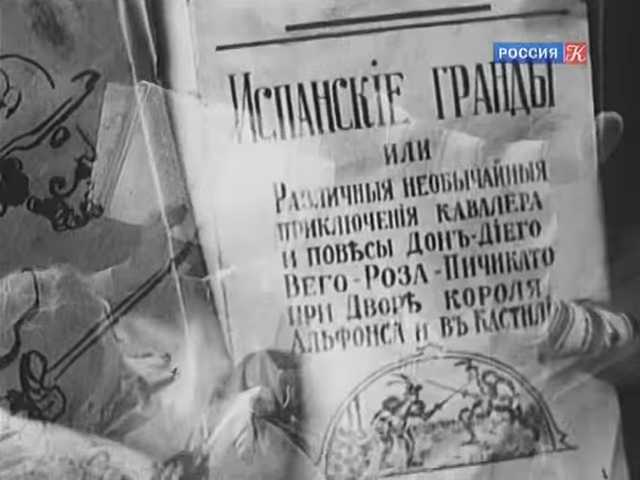 РОССИЯ К
Испанскіе гранды
или
Различныя необычайныя
приключенія кавалера
и повѣсы Донъ-Діего
Вего-Роза-Пичикато
при Дворѣ короля
Альфонса и въ Кастиліи